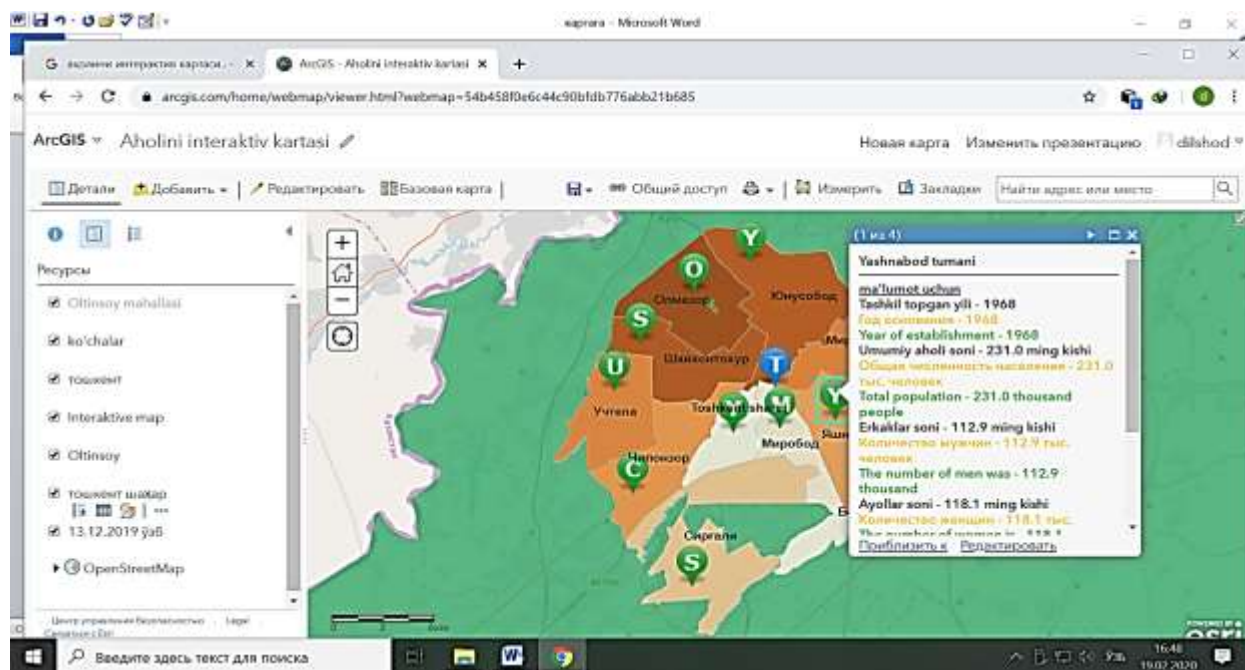 Microsoft Word
ArcGIS - Aholini interaktiv kartasi
arcgis.com/home/webmap/viewer.html?webmap=54b458f0e6c44c90bfdb776abb21b685
ArcGIS
Aholini interaktiv kartasi
Новая карта
Изменить презентацию
dilshod
Детали
Добавить
Редактировать
Базовая карта
Общий доступ
Измерить
Закладки
Найти адрес или место
Ресурсы
Oltinsoy mahallasi
ko'chalar
тошкент
Interaktive map
Oltinsoy
тошкент шахар
13.12.2019 ўзб
OpenStreetMap
Legal
Y
O
S
U
T
Y
M
C
S
Олмазор
Юнусобод
Шайхонтохур
Учтепа
Чилонзор
Миробод
Сиргали
(1 из 4)
Yashnabod tumani
ma'lumot uchun
Tashkil topgan yili - 1968
Год основания - 1968
Year of establishment - 1968
Umumiy aholi soni - 231.0 ming kishi
Общая численность населения - 231.0
тыс. человек
Total population - 231.0 thousand
people
Erkaklar soni - 112.9 ming kishi
Количество мужчин - 112.9 тыс.
человек
The number of men was - 112.9
thousand
Ayollar soni - 118.1 ming kishi
Количество женщин - 118.1 тыс.
Приблизить к
Редактировать
POWERED BY
esri
Введите здесь текст для поиска
16:48
19.02.2020